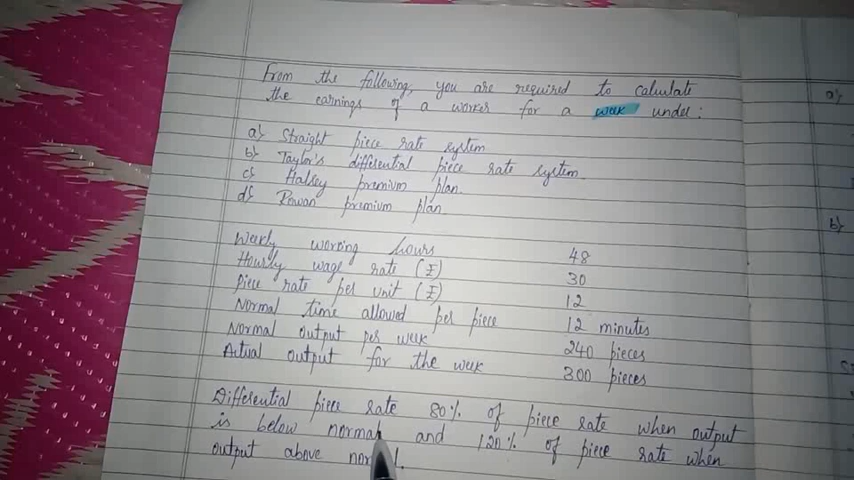 From the following, you are required to calculate
the earnings of a worker for a week under:
a) Straight piece rate system
b) Taylor's differential piece rate system.
c) Halsey premium plan.
d) Rowan premium plan.
Weekly working hours 48
Hourly wage rate (₹) 30
Piece rate per unit (₹) 12
Normal time allowed per piece 12 minutes
Normal output per week 240 pieces
Actual output for the week 300 pieces
Differential piece rate 80% of piece rate when output
is below normal and 120% of piece rate when
output above normal.
a)
b)